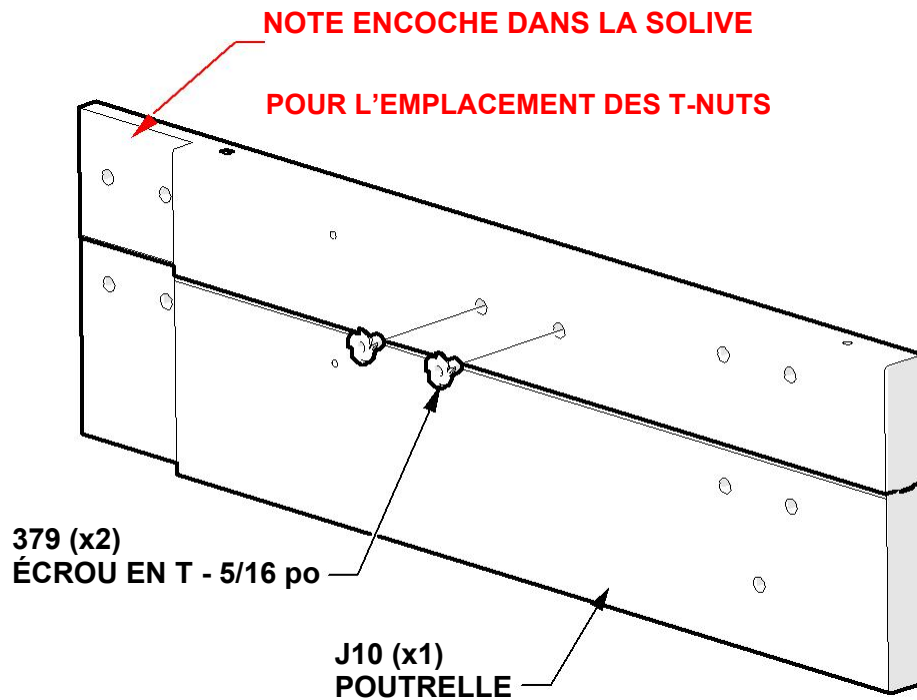 NOTE ENCOCHE DANS LA SOLIVE
POUR L’EMPLACEMENT DES T-NUTS
379 (x2)
ÉCROU EN T - 5/16 po
J10 (x1)
POUTRELLE